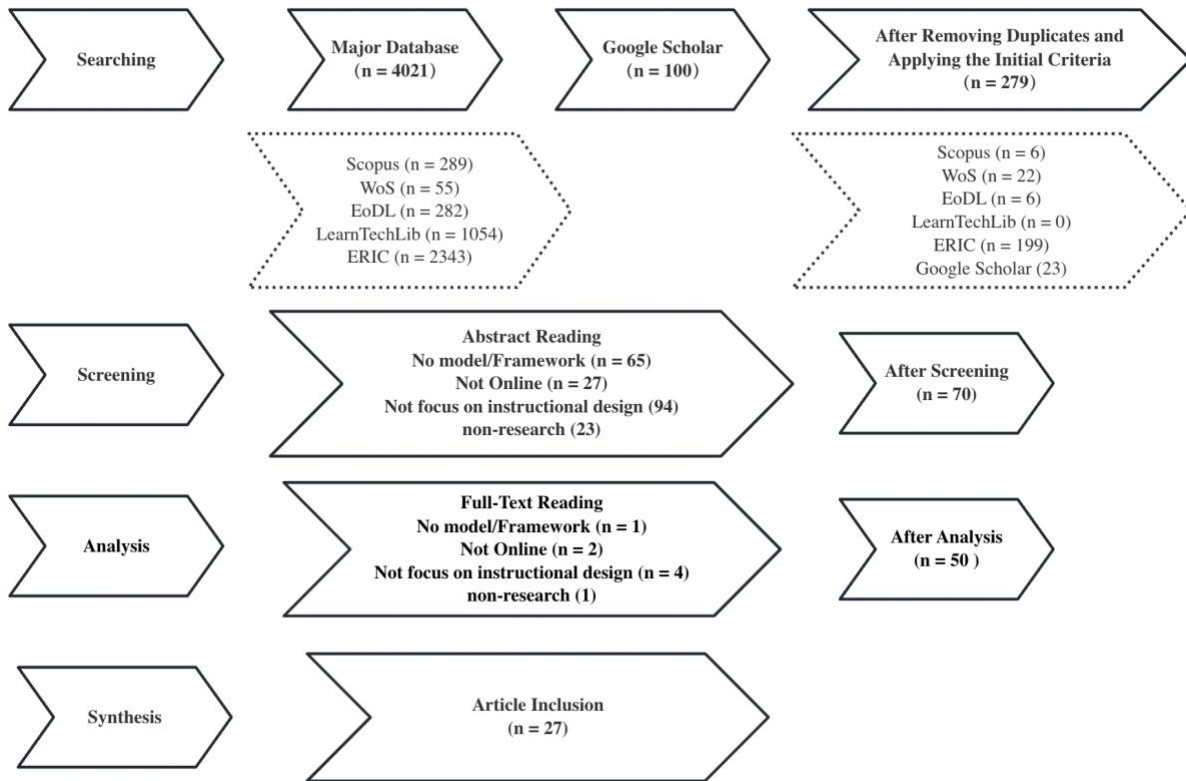 Searching
Major Database
(n = 4021)
Google Scholar
(n = 100)
After Removing Duplicates and
Applying the Initial Criteria
(n = 279)
Scopus (n = 289)
WoS (n = 55)
EoDL (n = 282)
LearnTechLib (n = 1054)
ERIC (n = 2343)
Scopus (n = 6)
WoS (n = 22)
EoDL (n = 6)
LearnTechLib (n = 0)
ERIC (n = 199)
Google Scholar (23)
Screening
Abstract Reading
No model/Framework (n = 65)
Not Online (n = 27)
Not focus on instructional design (94)
non-research (23)
After Screening
(n = 70)
Analysis
Full-Text Reading
No model/Framework (n = 1)
Not Online (n = 2)
Not focus on instructional design (n = 4)
non-research (1)
After Analysis
(n = 50 )
Synthesis
Article Inclusion
(n = 27)